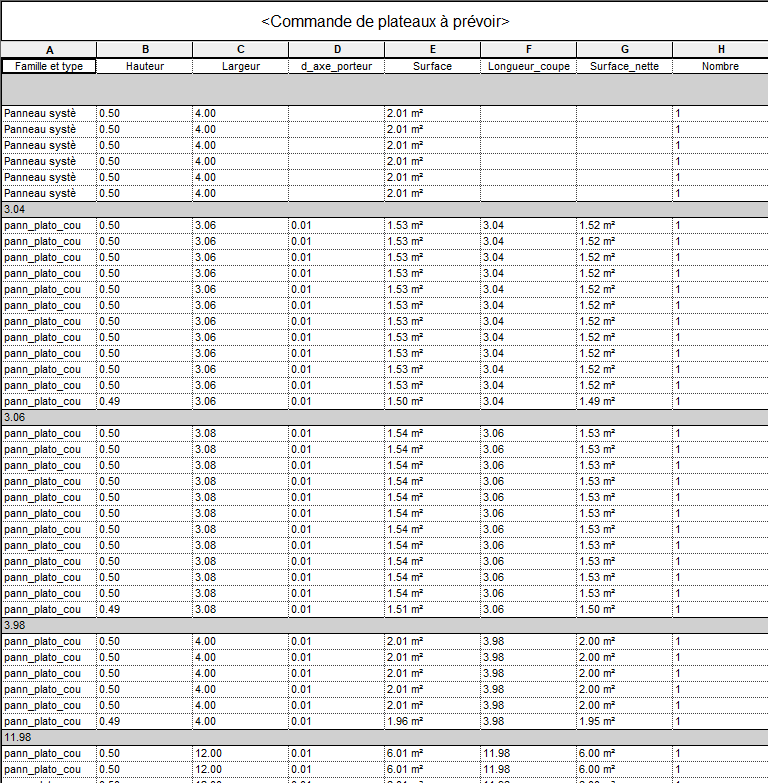 <Commande de plateaux à prévoir>
A B C D E F G H
Famille et type Hauteur Largeur d_axe_porteur Surface Longueur_coupe Surface_nette Nombre
Panneau systè 0.50 4.00 2.01 m² 1
Panneau systè 0.50 4.00 2.01 m² 1
Panneau systè 0.50 4.00 2.01 m² 1
Panneau systè 0.50 4.00 2.01 m² 1
Panneau systè 0.50 4.00 2.01 m² 1
Panneau systè 0.50 4.00 2.01 m² 1
3.04
pann_plato_cou 0.50 3.06 0.01 1.53 m² 3.04 1.52 m² 1
pann_plato_cou 0.50 3.06 0.01 1.53 m² 3.04 1.52 m² 1
pann_plato_cou 0.50 3.06 0.01 1.53 m² 3.04 1.52 m² 1
pann_plato_cou 0.50 3.06 0.01 1.53 m² 3.04 1.52 m² 1
pann_plato_cou 0.50 3.06 0.01 1.53 m² 3.04 1.52 m² 1
pann_plato_cou 0.50 3.06 0.01 1.53 m² 3.04 1.52 m² 1
pann_plato_cou 0.50 3.06 0.01 1.53 m² 3.04 1.52 m² 1
pann_plato_cou 0.50 3.06 0.01 1.53 m² 3.04 1.52 m² 1
pann_plato_cou 0.50 3.06 0.01 1.53 m² 3.04 1.52 m² 1
pann_plato_cou 0.50 3.06 0.01 1.53 m² 3.04 1.52 m² 1
pann_plato_cou 0.50 3.06 0.01 1.53 m² 3.04 1.52 m² 1
pann_plato_cou 0.49 3.06 0.01 1.50 m² 3.04 1.49 m² 1
3.06
pann_plato_cou 0.50 3.08 0.01 1.54 m² 3.06 1.53 m² 1
pann_plato_cou 0.50 3.08 0.01 1.54 m² 3.06 1.53 m² 1
pann_plato_cou 0.50 3.08 0.01 1.54 m² 3.06 1.53 m² 1
pann_plato_cou 0.50 3.08 0.01 1.54 m² 3.06 1.53 m² 1
pann_plato_cou 0.50 3.08 0.01 1.54 m² 3.06 1.53 m² 1
pann_plato_cou 0.50 3.08 0.01 1.54 m² 3.06 1.53 m² 1
pann_plato_cou 0.50 3.08 0.01 1.54 m² 3.06 1.53 m² 1
pann_plato_cou 0.50 3.08 0.01 1.54 m² 3.06 1.53 m² 1
pann_plato_cou 0.50 3.08 0.01 1.54 m² 3.06 1.53 m² 1
pann_plato_cou 0.50 3.08 0.01 1.54 m² 3.06 1.53 m² 1
pann_plato_cou 0.50 3.08 0.01 1.54 m² 3.06 1.53 m² 1
pann_plato_cou 0.49 3.08 0.01 1.51 m² 3.06 1.50 m² 1
3.98
pann_plato_cou 0.50 4.00 0.01 2.01 m² 3.98 2.00 m² 1
pann_plato_cou 0.50 4.00 0.01 2.01 m² 3.98 2.00 m² 1
pann_plato_cou 0.50 4.00 0.01 2.01 m² 3.98 2.00 m² 1
pann_plato_cou 0.50 4.00 0.01 2.01 m² 3.98 2.00 m² 1
pann_plato_cou 0.50 4.00 0.01 2.01 m² 3.98 2.00 m² 1
pann_plato_cou 0.49 4.00 0.01 1.96 m² 3.98 1.95 m² 1
11.98
pann_plato_cou 0.50 12.00 0.01 6.01 m² 11.98 6.00 m² 1
pann_plato_cou 0.50 12.00 0.01 6.01 m² 11.98 6.00 m² 1